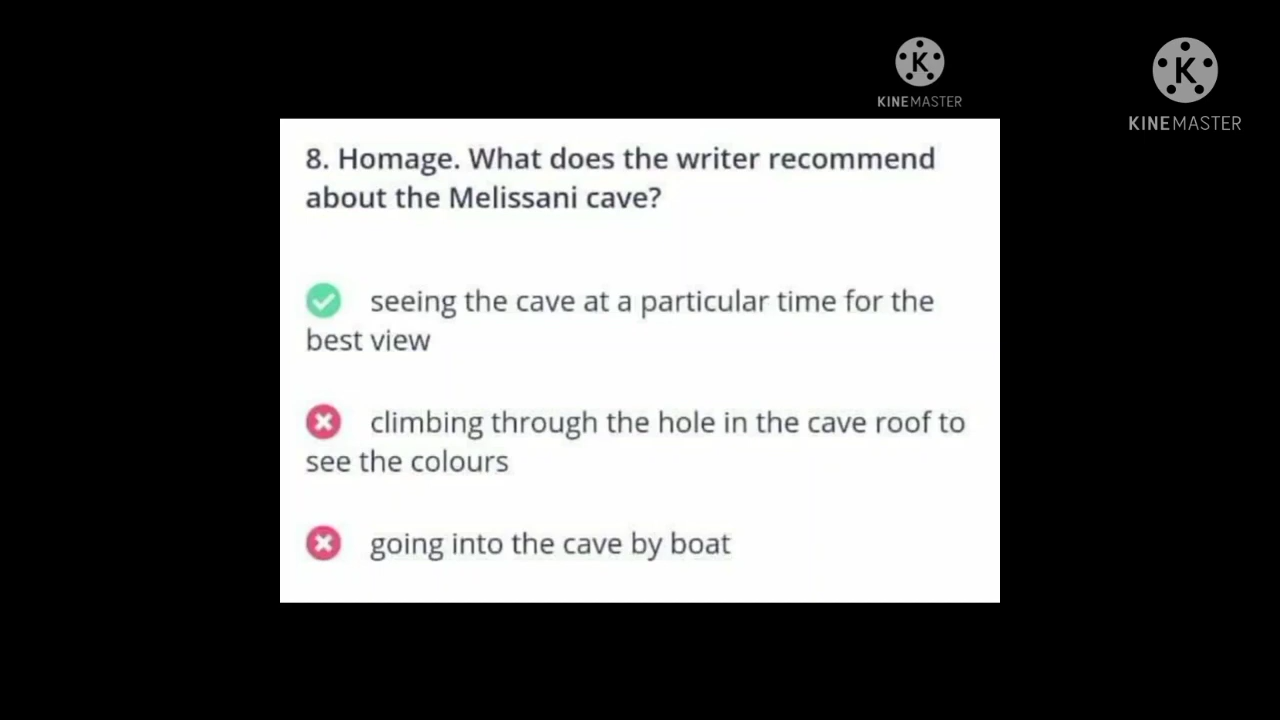 K
KINEMASTER
K
KINEMASTER
8. Homage. What does the writer recommend
about the Melissani cave?
seeing the cave at a particular time for the
best view
climbing through the hole in the cave roof to
see the colours
going into the cave by boat